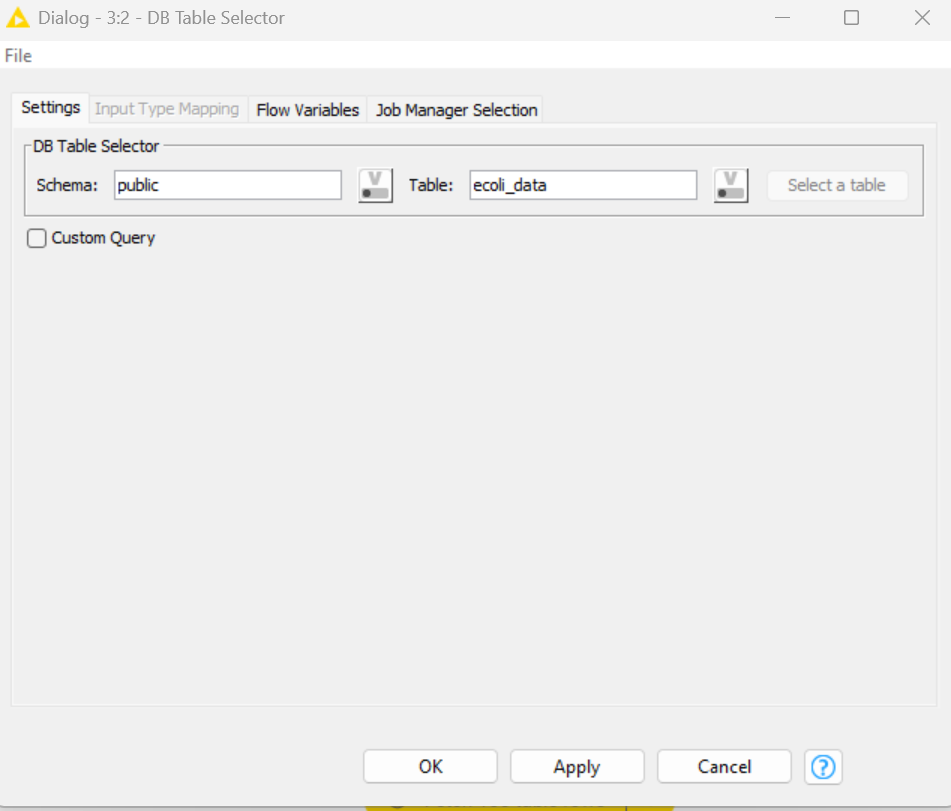 Dialog - 3:2 - DB Table Selector
File
Settings Input Type Mapping Flow Variables Job Manager Selection
DB Table Selector
Schema: public V Table: ecoli_data V Select a table
Custom Query
OK Apply Cancel ?